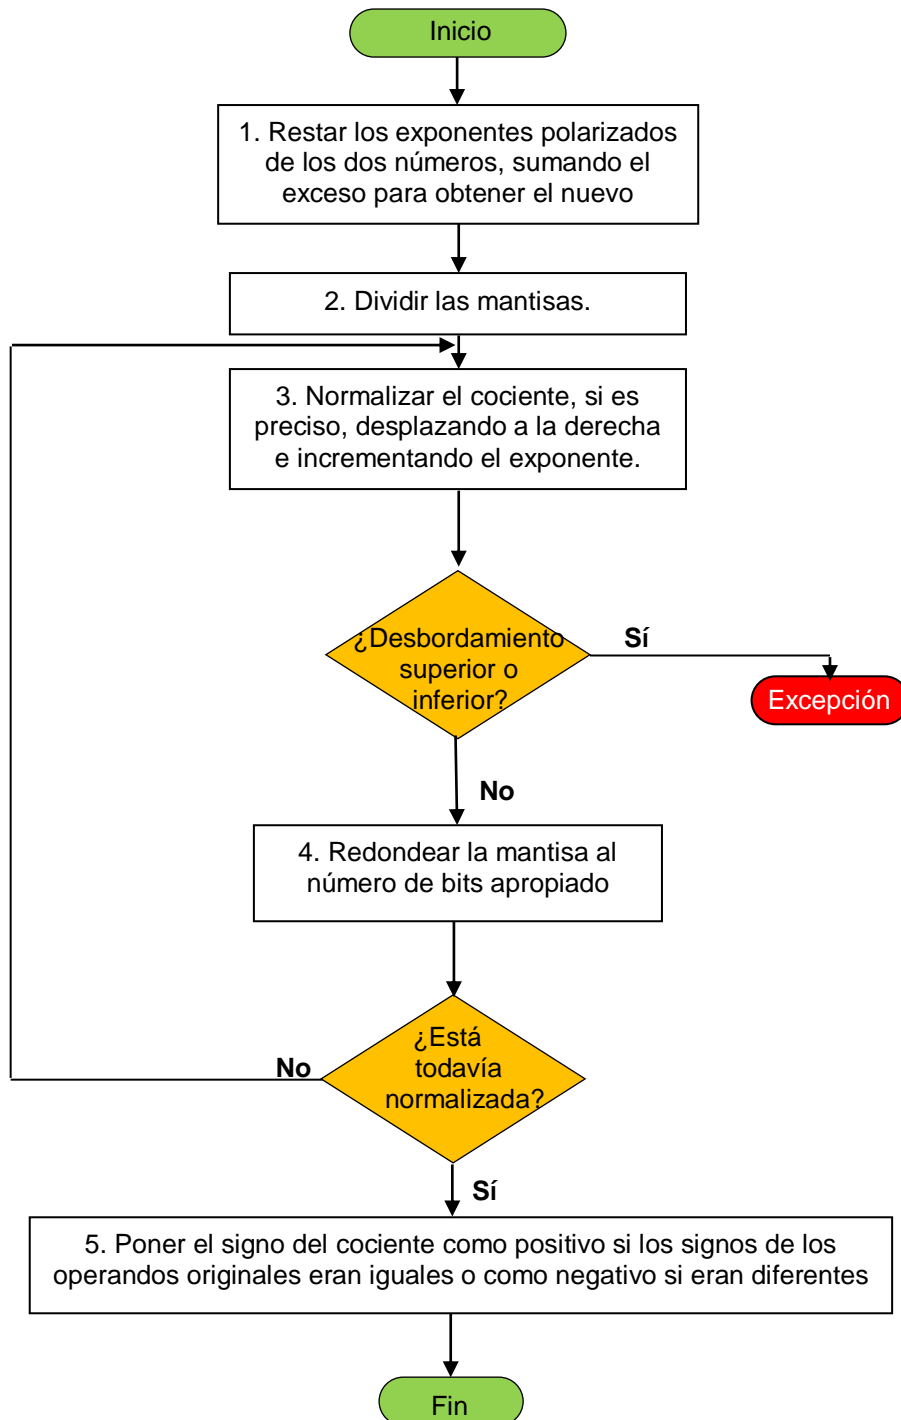 Inicio
1. Restar los exponentes polarizados
de los dos números, sumando el
exceso para obtener el nuevo
2. Dividir las mantisas.
3. Normalizar el cociente, si es
preciso, desplazando a la derecha
e incrementando el exponente.
¿Desbordamiento
superior o
inferior?
Sí
Excepción
No
4. Redondear la mantisa al
número de bits apropiado
¿Está
todavía
normalizada?
No
Sí
5. Poner el signo del cociente como positivo si los signos de los
operandos originales eran iguales o como negativo si eran diferentes
Fin